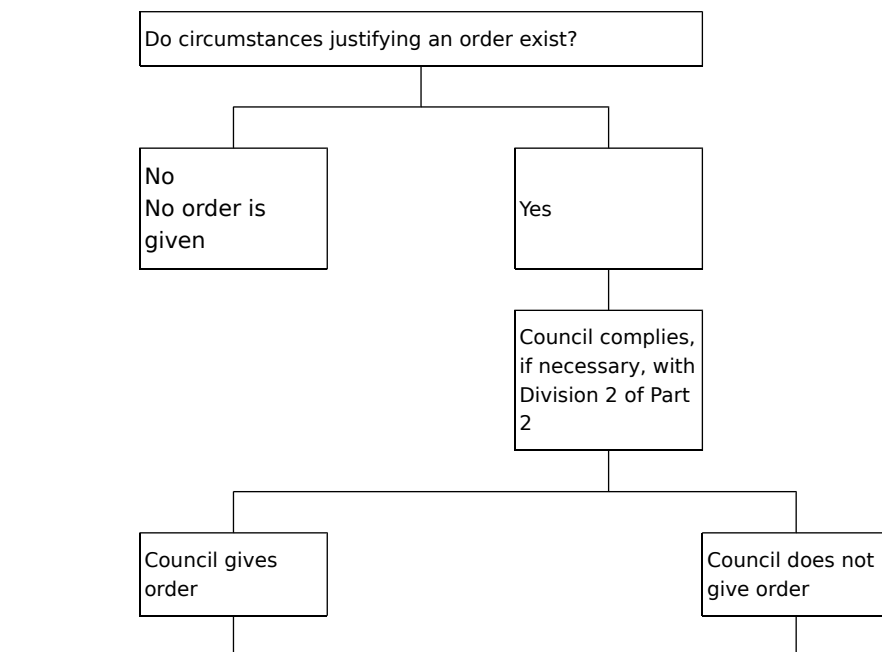 Do circumstances justifying an order exist?
No
No order is
given
Yes
Council complies,
if necessary, with
Division 2 of Part
2
Council gives
order
Council does not
give order